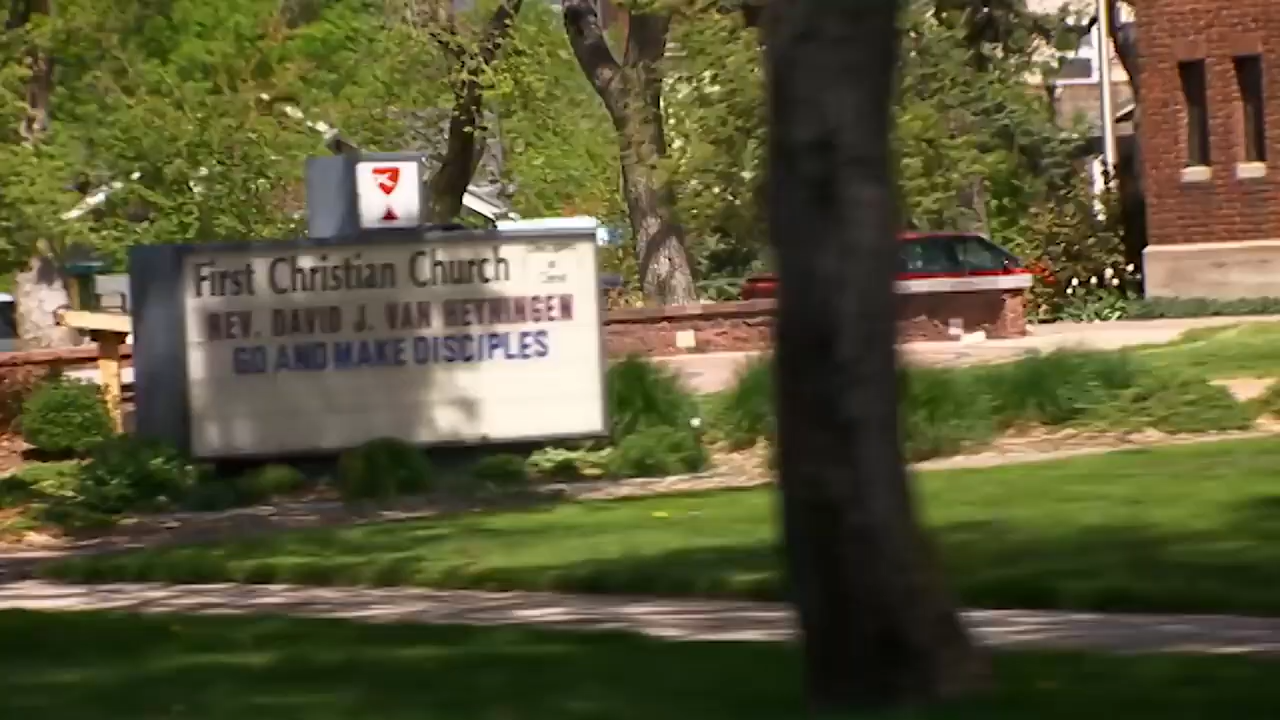 First Christian Church
REV. DAVID J. VAN HEYNINGEN
GO AND MAKE DISCIPLES